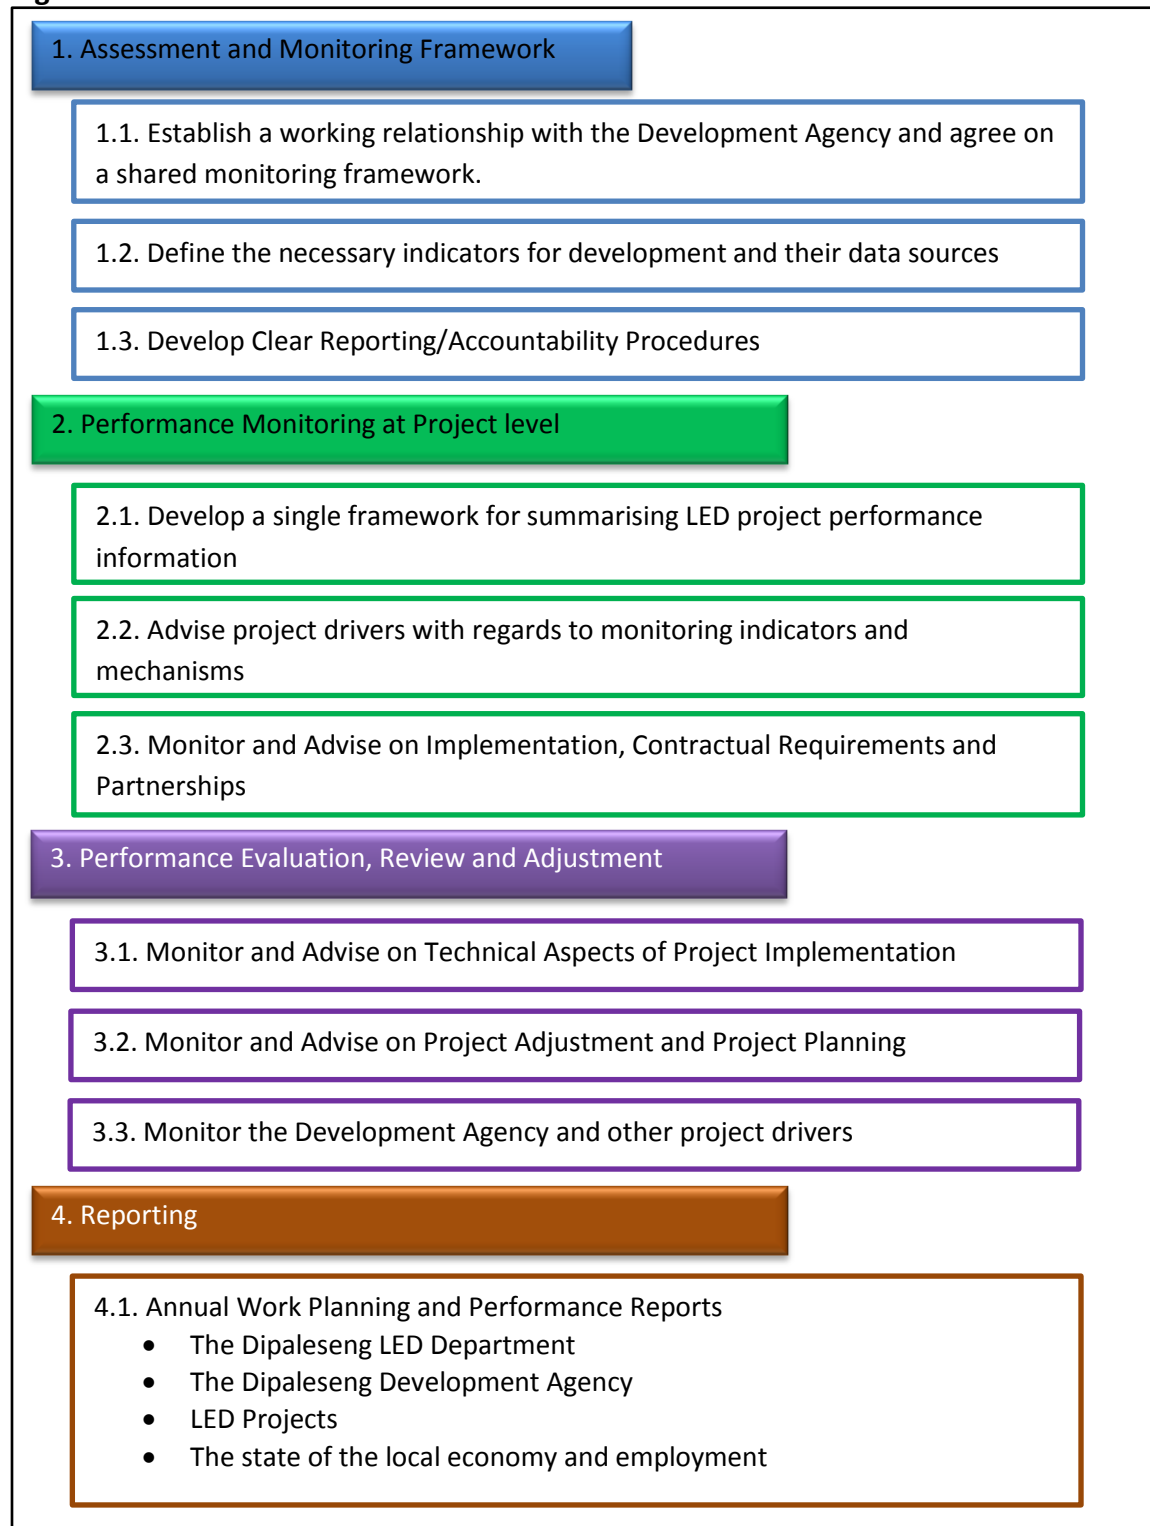 1. Assessment and Monitoring Framework
1.1. Establish a working relationship with the Development Agency and agree on
a shared monitoring framework.
1.2. Define the necessary indicators for development and their data sources
1.3. Develop Clear Reporting/Accountability Procedures
2. Performance Monitoring at Project level
2.1. Develop a single framework for summarising LED project performance
information
2.2. Advise project drivers with regards to monitoring indicators and
mechanisms
2.3. Monitor and Advise on Implementation, Contractual Requirements and
Partnerships
3. Performance Evaluation, Review and Adjustment
3.1. Monitor and Advise on Technical Aspects of Project Implementation
3.2. Monitor and Advise on Project Adjustment and Project Planning
3.3. Monitor the Development Agency and other project drivers
4. Reporting
4.1. Annual Work Planning and Performance Reports
• The Dipaleseng LED Department
• The Dipaleseng Development Agency
• LED Projects
• The state of the local economy and employment